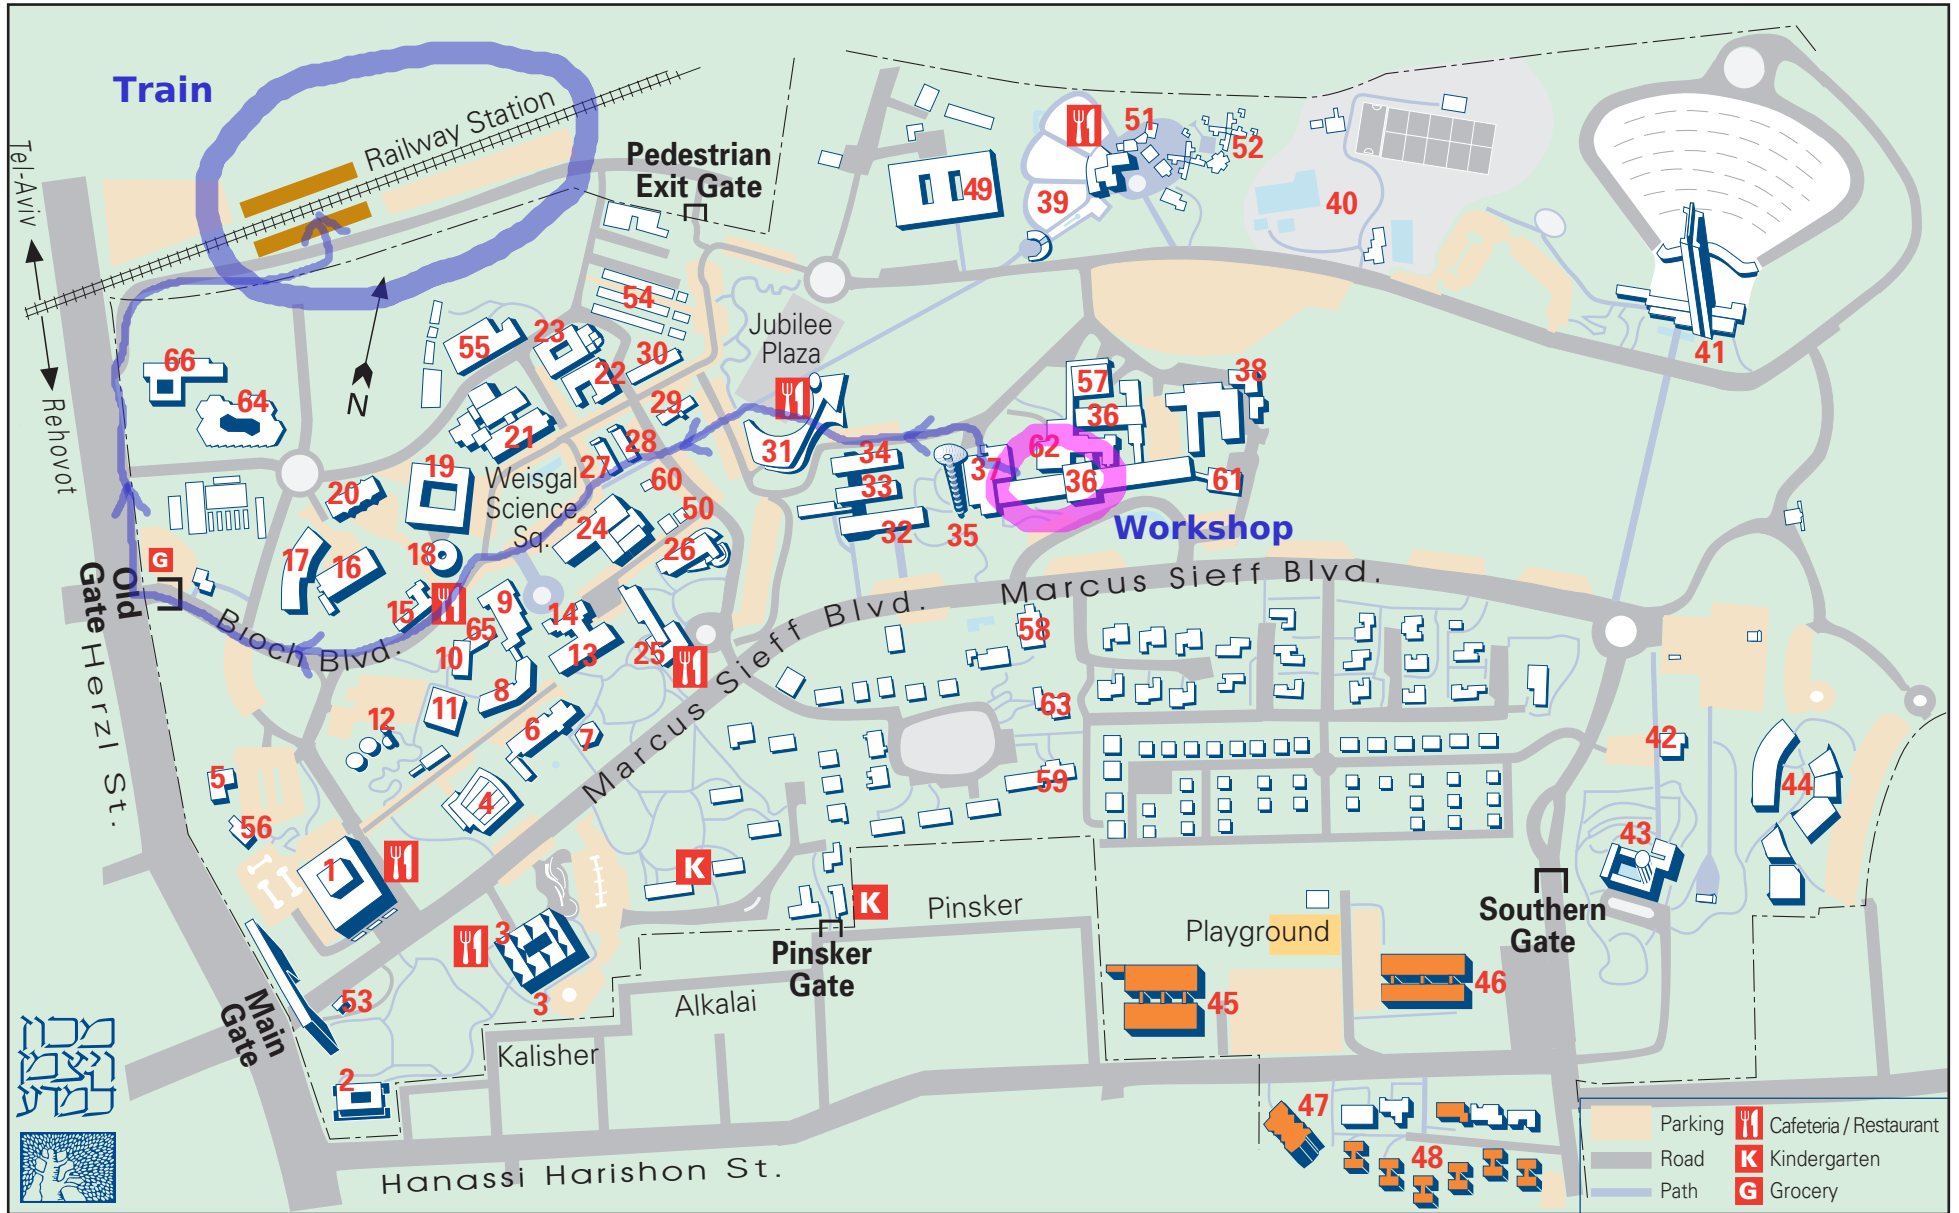 Train
Railway Station
Pedestrian
Exit Gate
Tel-Aviv
Rehovot
N
51
52
49
39
40
41
54
55
23
30
22
29
21
28
27
Jubilee
Plaza
31
34
33
32
35
37
62
36
57
36
38
61
Workshop
66
64
19
20
Weisgal
Science
Sq.
60
50
24
26
18
17
16
15
G
Old
Gate
Bloch Blvd.
Herzl St.
9
14
65
10
13
25
8
11
12
6
7
5
4
56
1
Marcus Sieff Blvd.
Marcus Sieff Blvd.
58
63
59
42
44
43
K
K
3
3
53
2
Main
Gate
Pinsker
Pinsker
Gate
Alkalai
Kalisher
Playground
Southern
Gate
45
46
47
48
Hanassi Harishon St.
מכון
ויצמן
למדע
Parking
Cafeteria / Restaurant
Road
K
Kindergarten
Path
G
Grocery